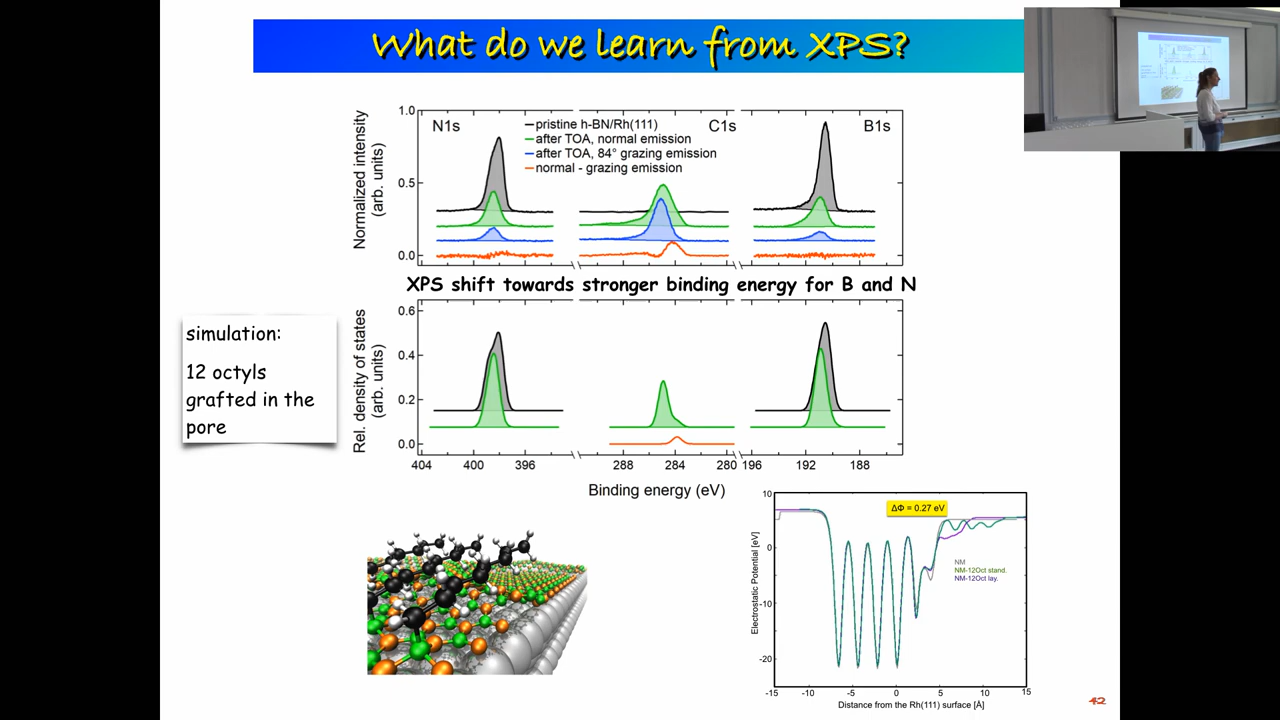 What do we learn from XPS?
Normalized intensity
(arb. units)
1.0
0.5
0.0
N1s
C1s
B1s
pristine h-BN/Rh(111)
after TOA, normal emission
after TOA, 84° grazing emission
normal - grazing emission
XPS shift towards stronger binding energy for B and N
simulation:
12 octyls
grafted in the
pore
Rel. density of states
(arb. units)
0.6
0.4
0.2
0.0
404 400 396 288 284 280 196 192 188
Binding energy (eV)
Electrostatic Potential [eV]
10
0
-10
-20
ΔΦ = 0.27 eV
NM
NM-12Oct stand.
NM-12Oct lay.
-15 -10 -5 0 5 10 15
Distance from the Rh(111) surface [Å]
42